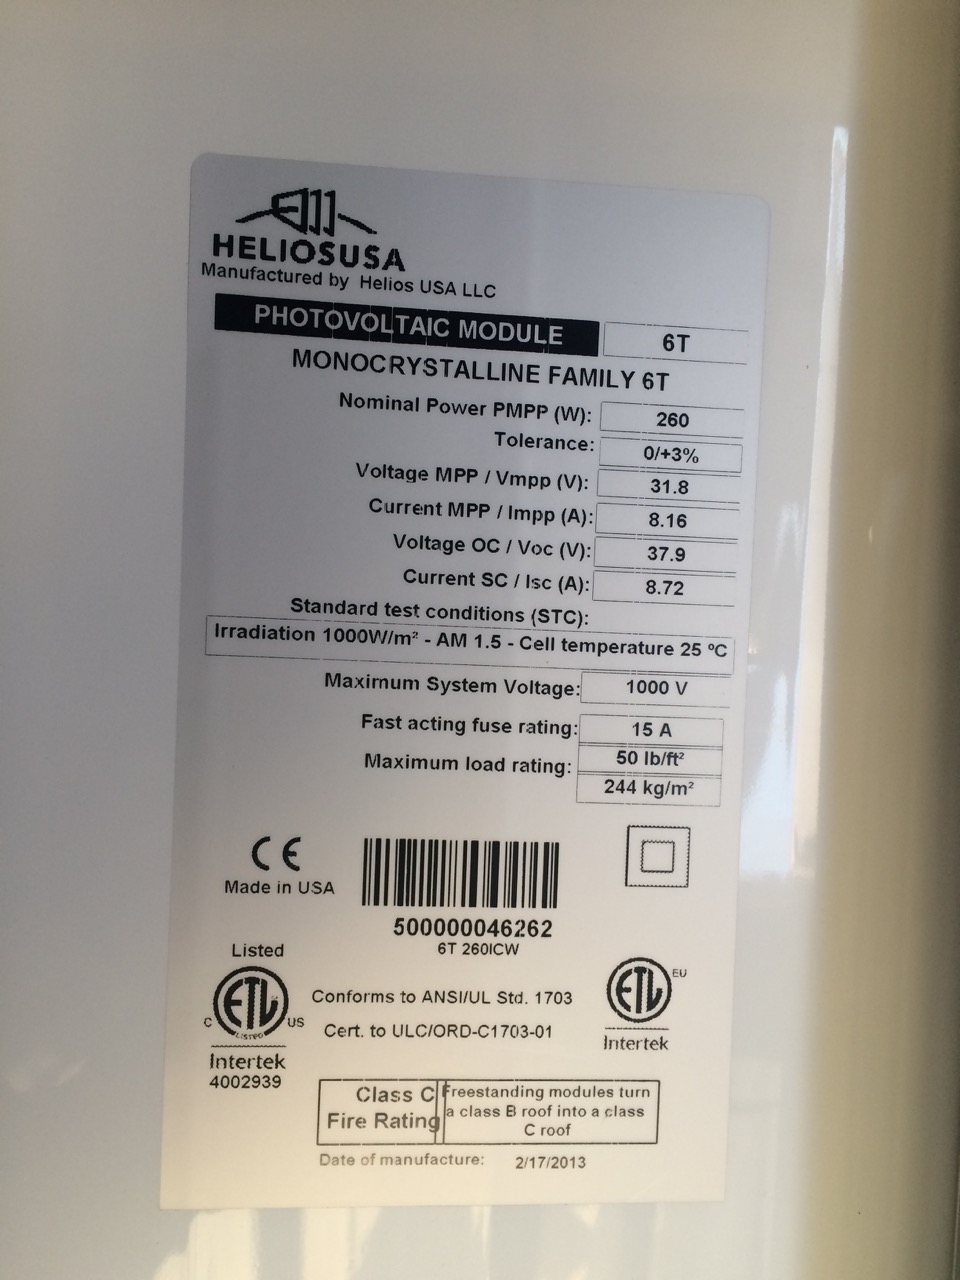 HELIOSUSA
Manufactured by Helios USA LLC
PHOTOVOLTAIC MODULE 6T
MONOCRYSTALLINE FAMILY 6T
Nominal Power PMPP (W): 260
Tolerance: 0/+3%
Voltage MPP / Vmpp (V): 31.8
Current MPP / Impp (A): 8.16
Voltage OC / Voc (V): 37.9
Current SC / Isc (A): 8.72
Standard test conditions (STC):
Irradiation 1000W/m² - AM 1.5 - Cell temperature 25 ºC
Maximum System Voltage: 1000 V
Fast acting fuse rating: 15 A
Maximum load rating: 50 lb/ft²
244 kg/m²
CE
Made in USA
500000046262
6T 260ICW
Listed
ETL
LISTED
C US
Intertek
4002939
Conforms to ANSI/UL Std. 1703
Cert. to ULC/ORD-C1703-01
ETL EU
Intertek
Class C
Fire Rating
Freestanding modules turn
a class B roof into a class
C roof
Date of manufacture: 2/17/2013